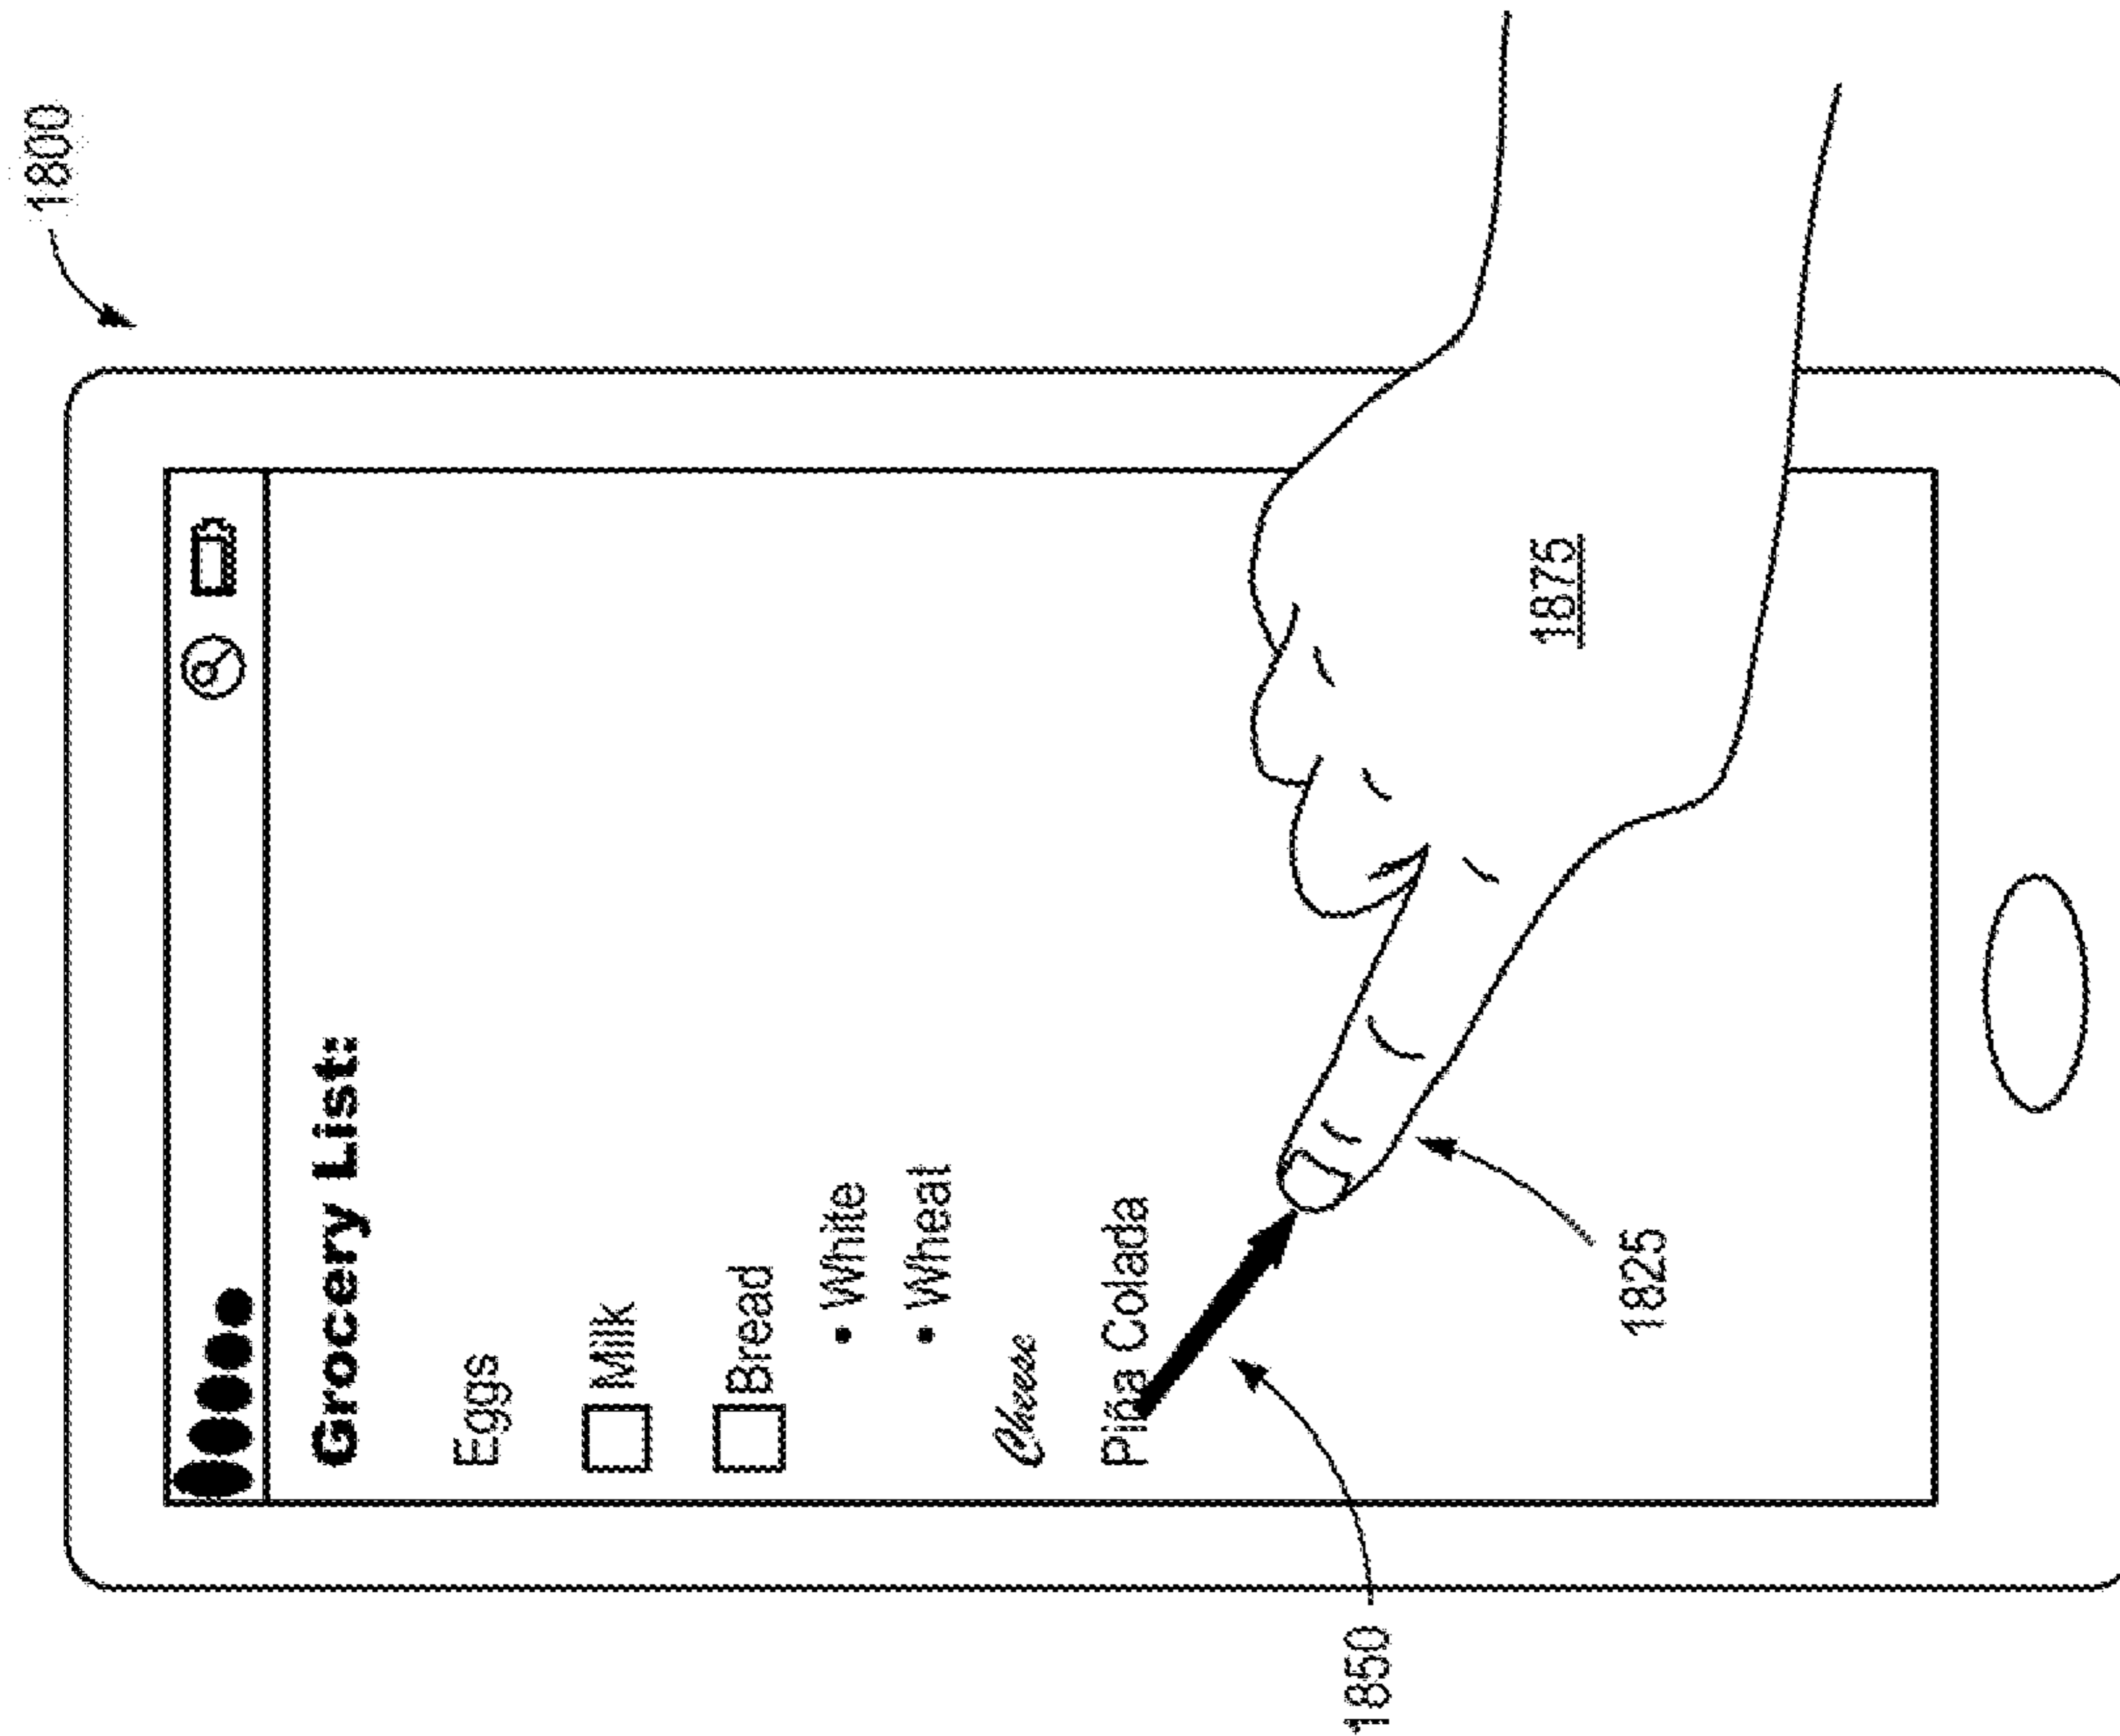 1800
Grocery List:
Eggs
Milk
Bread
• White
• Wheat
Cheese
Piña Colada
1850
1825
1875